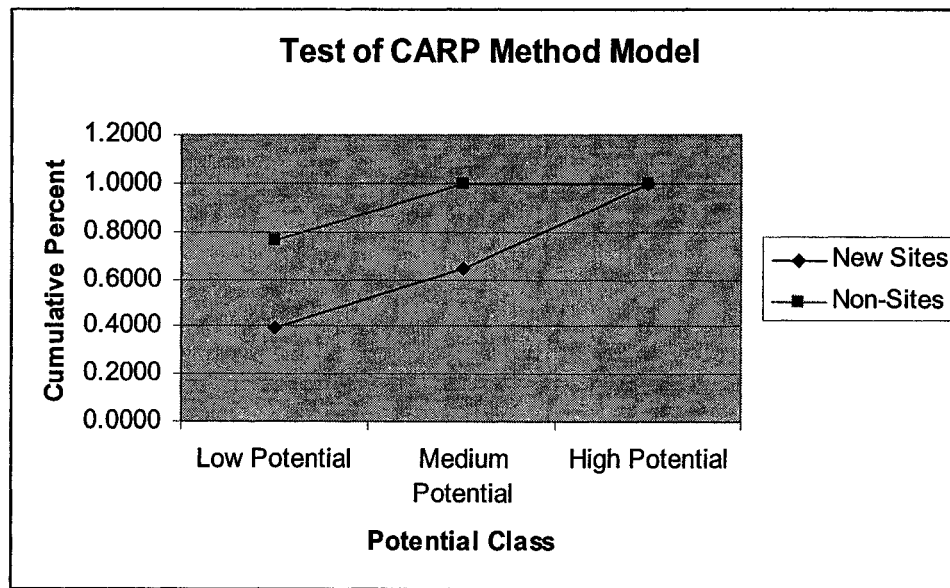 Test of CARP Method Model
Cumulative Percent
1.2000
1.0000
0.8000
0.6000
0.4000
0.2000
0.0000
Low Potential
Medium
Potential
High Potential
Potential Class
New Sites
Non-Sites